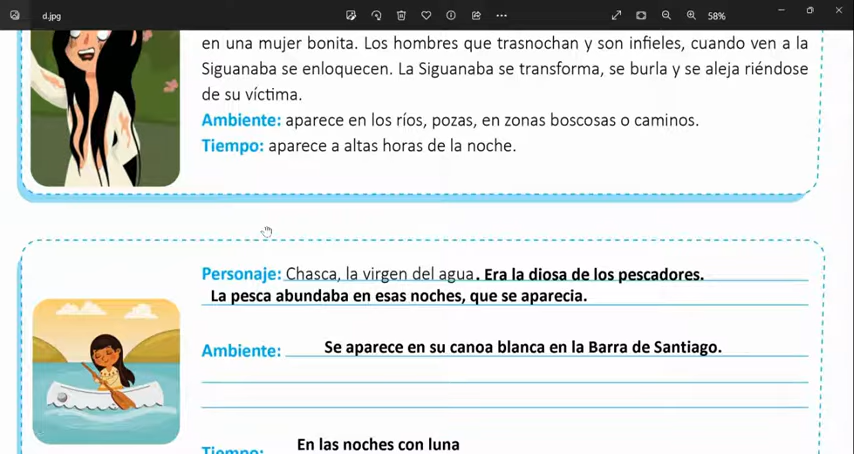 d.jpg
58%
en una mujer bonita. Los hombres que trasnochan y son infieles, cuando ven a la
Siguanaba se enloquecen. La Siguanaba se transforma, se burla y se aleja riéndose
de su víctima.
Ambiente: aparece en los ríos, pozas, en zonas boscosas o caminos.
Tiempo: aparece a altas horas de la noche.
Personaje: Chasca, la virgen del agua. Era la diosa de los pescadores.
La pesca abundaba en esas noches, que se aparecia.
Ambiente: Se aparece en su canoa blanca en la Barra de Santiago.
Tiempo: En las noches con luna